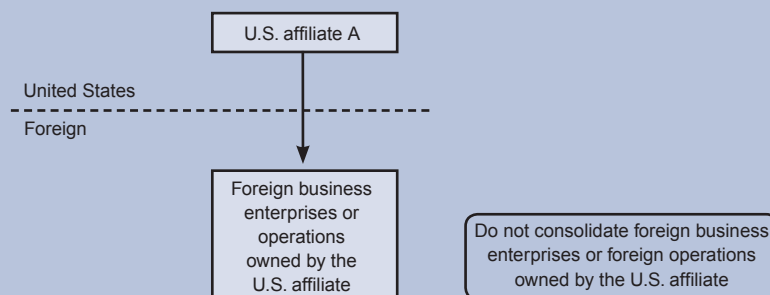 U.S. affiliate A
United States
Foreign
Foreign business
enterprises or
operations
owned by the
U.S. affiliate
Do not consolidate foreign business
enterprises or foreign operations
owned by the U.S. affiliate